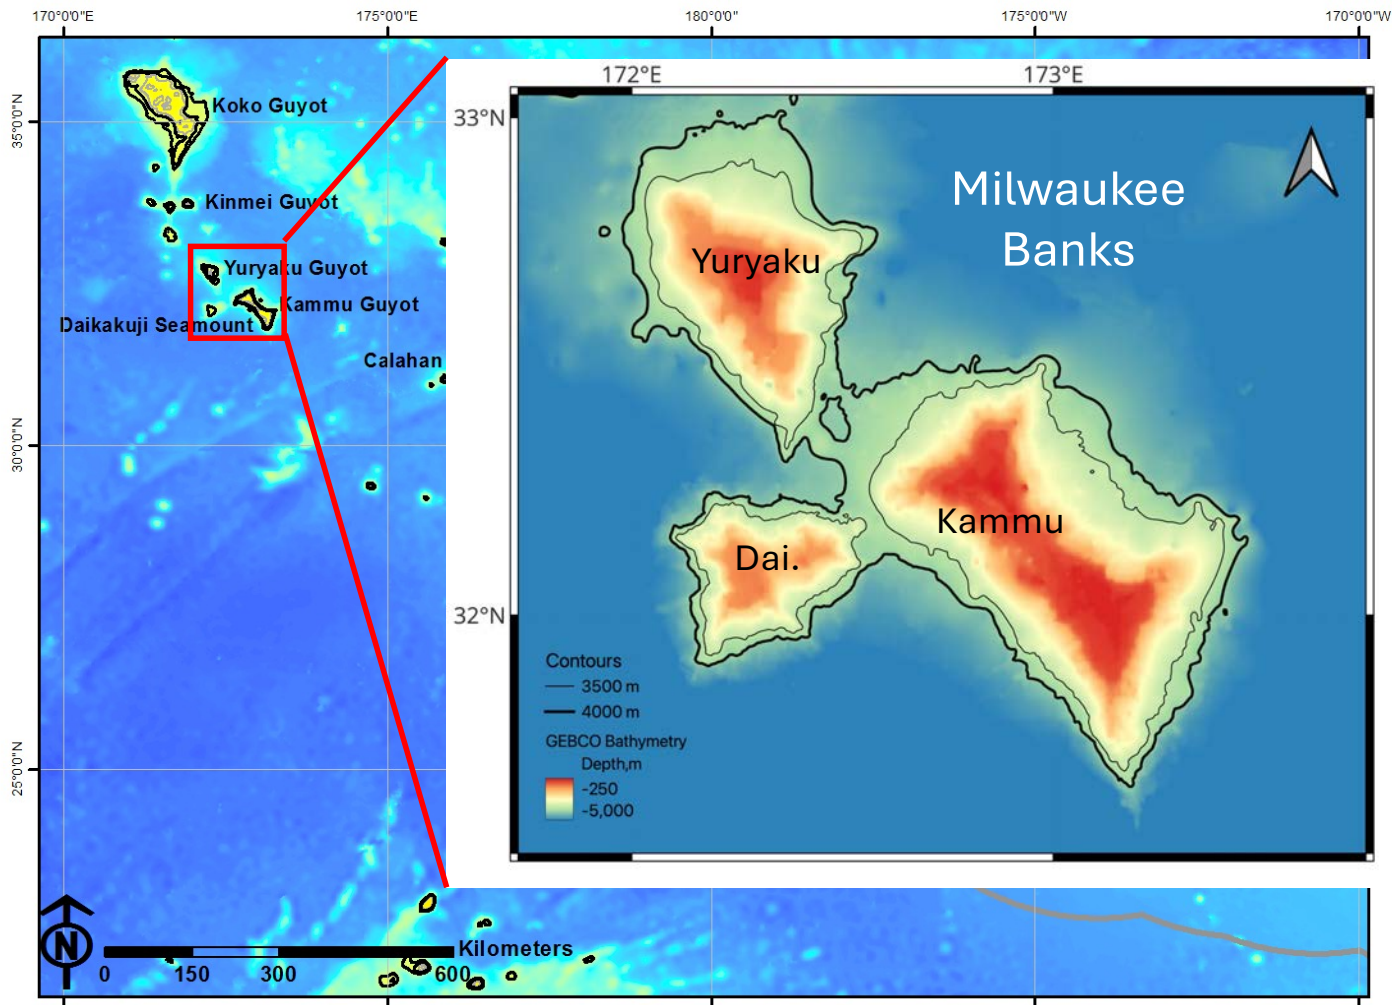 170°0'0"E
175°0'0"E
180°0'0"
175°0'0"W
170°0'0"W
35°0'0"N
30°0'0"N
25°0'0"N
Koko Guyot
Kinmei Guyot
Yuryaku Guyot
Kammu Guyot
Daikakuji Seamount
Calahan
172°E
173°E
33°N
32°N
Milwaukee
Banks
Yuryaku
Kammu
Dai.
Contours
3500 m
4000 m
GEBCO Bathymetry
Depth,m
-250
-5,000
N
Kilometers
0 150 300 600